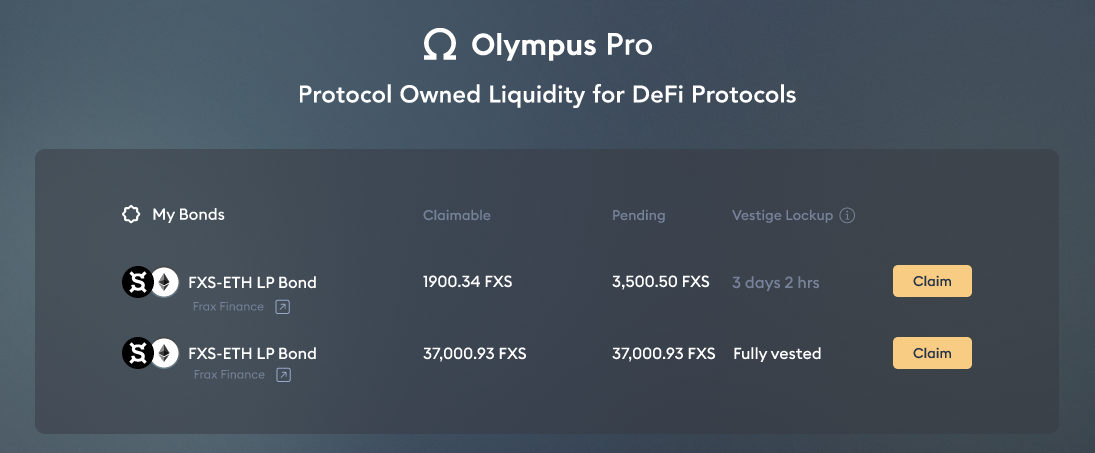 Olympus Pro
Protocol Owned Liquidity for DeFi Protocols
My Bonds Claimable Pending Vestige Lockup
FXS-ETH LP Bond 1900.34 FXS 3,500.50 FXS 3 days 2 hrs Claim
Frax Finance
FXS-ETH LP Bond 37,000.93 FXS 37,000.93 FXS Fully vested Claim
Frax Finance